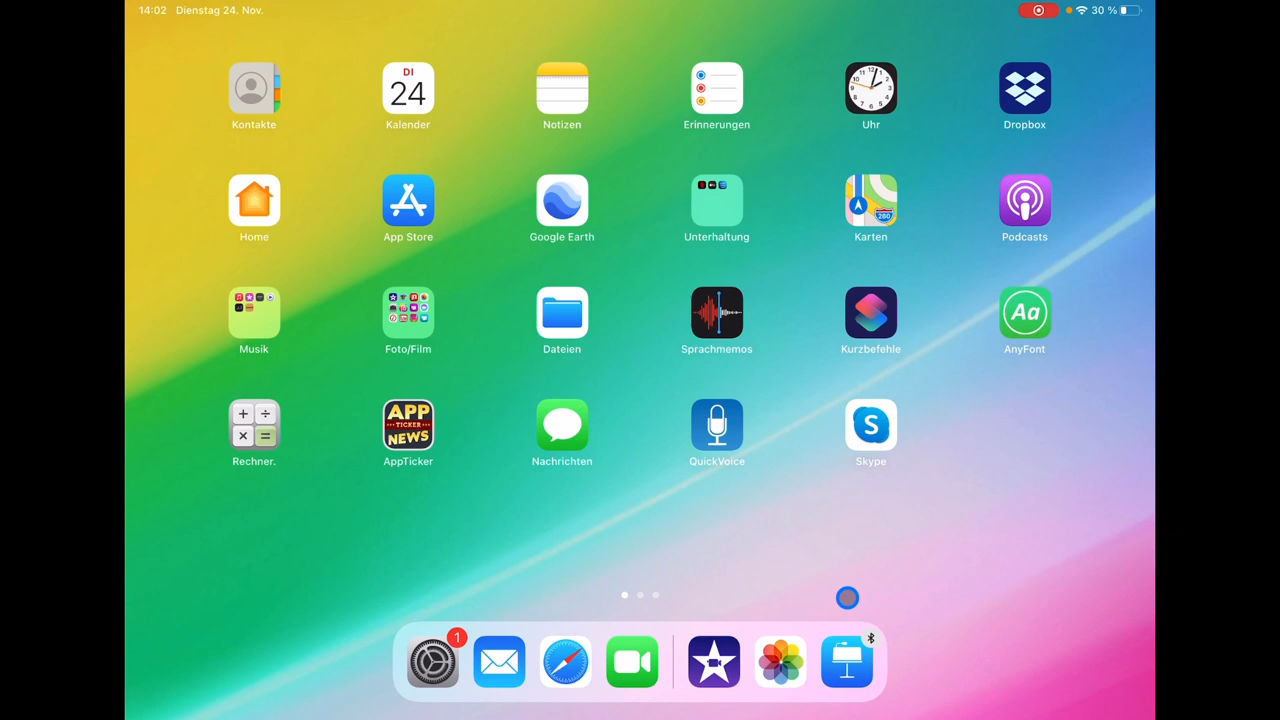 14:02 Dienstag 24. Nov. 30 %
DI
24
Kontakte Kalender Notizen Erinnerungen Uhr Dropbox
280
Home App Store Google Earth Unterhaltung Karten Podcasts
Aa
Musik Foto/Film Dateien Sprachmemos Kurzbefehle AnyFont
+ ÷
× =
APP
TICKER
NEWS
S
Rechner. AppTicker Nachrichten QuickVoice Skype
1